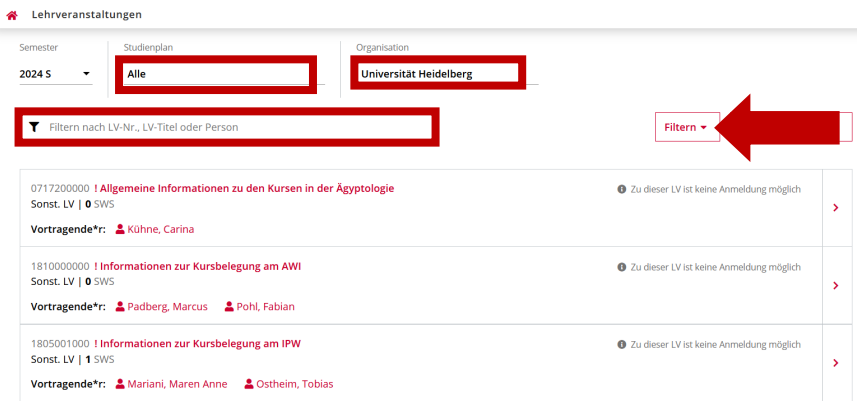 Lehrveranstaltungen
Semester Studienplan Organisation
2024 S Alle Universität Heidelberg
Filtern nach LV-Nr., LV-Titel oder Person Filtern
0717200000 ! Allgemeine Informationen zu den Kursen in der Ägyptologie Zu dieser LV ist keine Anmeldung möglich
Sonst. LV | 0 SWS
Vortragende*r: Kühne, Carina
1810000000 ! Informationen zur Kursbelegung am AWI Zu dieser LV ist keine Anmeldung möglich
Sonst. LV | 0 SWS
Vortragende*r: Padberg, Marcus Pohl, Fabian
1805001000 ! Informationen zur Kursbelegung am IPW Zu dieser LV ist keine Anmeldung möglich
Sonst. LV | 1 SWS
Vortragende*r: Mariani, Maren Anne Ostheim, Tobias